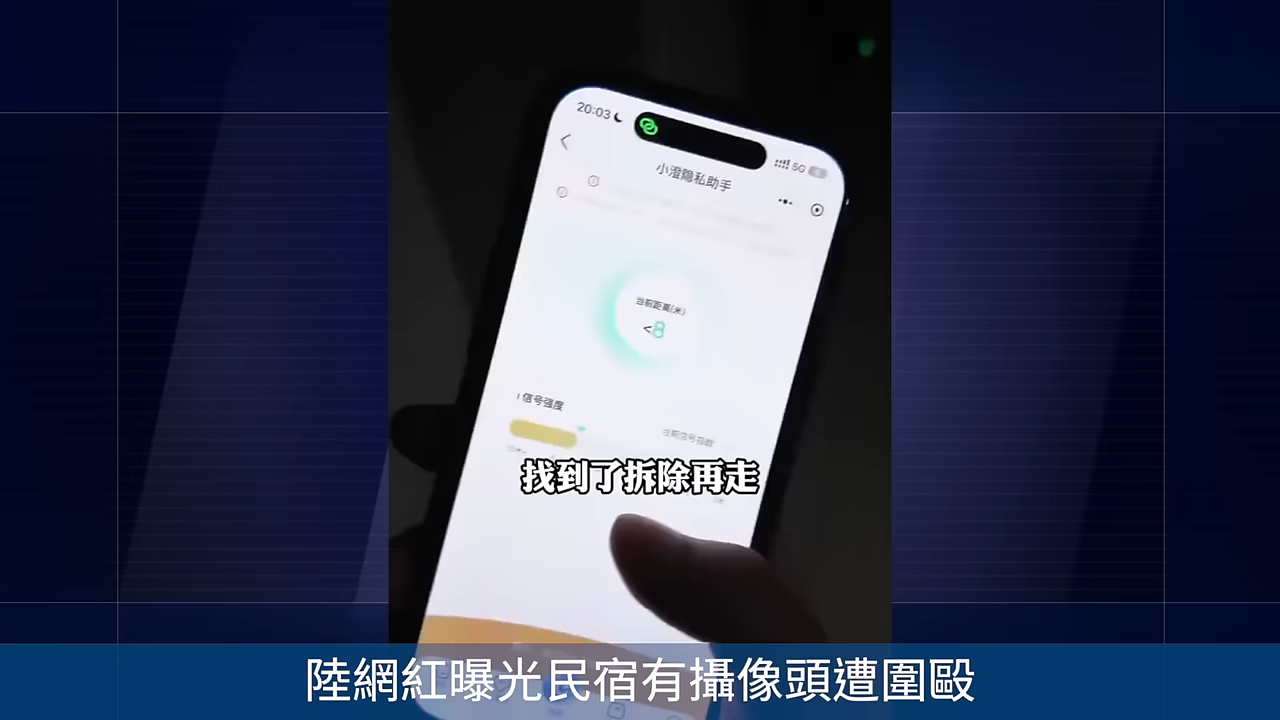 20:03
5G
小澄隐私助手
当前距离(米)
<8
信号强度
当前信号指数
找到了拆除再走
陸網紅曝光民宿有攝像頭遭圍毆